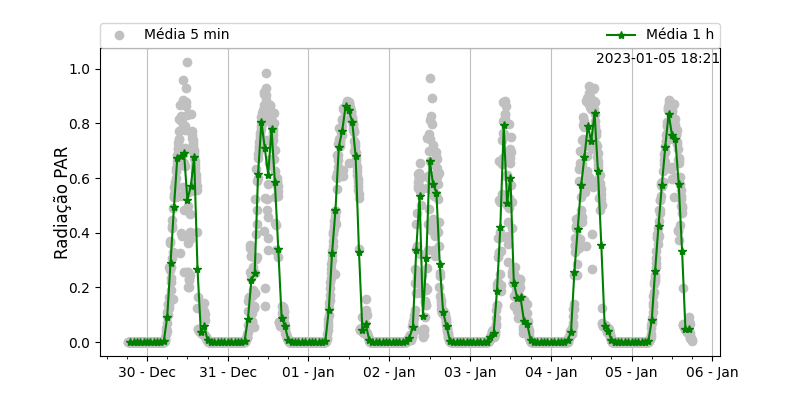 Média 5 min
Média 1 h
2023-01-05 18:21
Radiação PAR
1.0
0.8
0.6
0.4
0.2
0.0
30 - Dec
31 - Dec
01 - Jan
02 - Jan
03 - Jan
04 - Jan
05 - Jan
06 - Jan